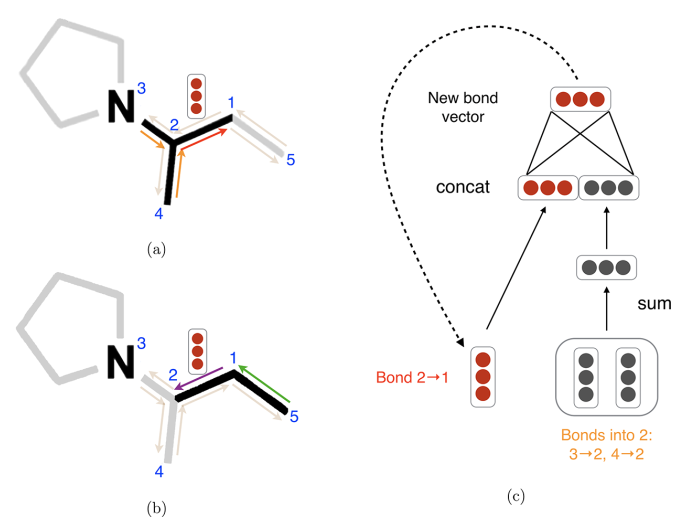 N
3
2
1
5
4
(a)
N
3
2
1
5
4
(b)
New bond
vector
concat
sum
Bond 2→1
Bonds into 2:
3→2, 4→2
(c)